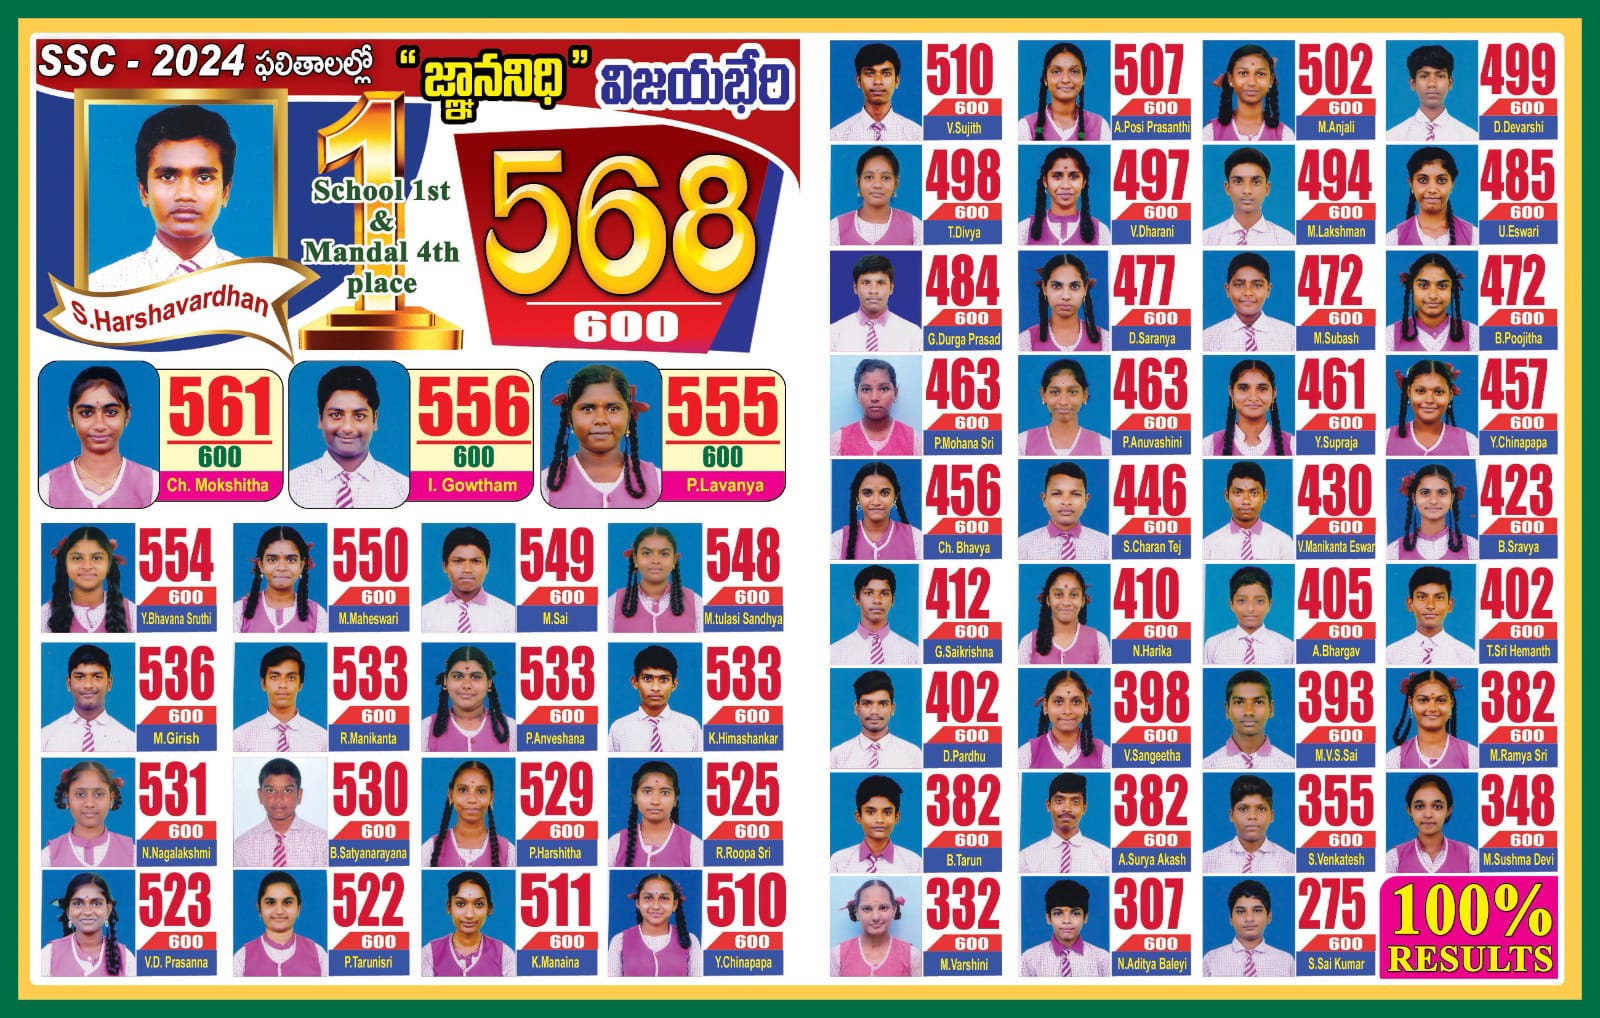 SSC - 2024 ఫలితాలల్లో "జ్ఞాననిధి" విజయభేరి
S.Harshavardhan
1
School 1st
&
Mandal 4th
place
568
600
561
600
Ch. Mokshitha
556
600
I. Gowtham
555
600
P.Lavanya
554
600
Y.Bhavana Sruthi
550
600
M.Maheswari
549
600
M.Sai
548
600
M.tulasi Sandhya
536
600
M.Girish
533
600
R.Manikanta
533
600
P.Anveshana
533
600
K.Himashankar
531
600
N.Nagalakshmi
530
600
B.Satyanarayana
529
600
P.Harshitha
525
600
R.Roopa Sri
523
600
V.D. Prasanna
522
600
P.Tarunisri
511
600
K.Manaina
510
600
Y.Chinapapa
510
600
V.Sujith
507
600
A.Posi Prasanthi
502
600
M.Anjali
499
600
D.Devarshi
498
600
T.Divya
497
600
V.Dharani
494
600
M.Lakshman
485
600
U.Eswari
484
600
G.Durga Prasad
477
600
D.Saranya
472
600
M.Subash
472
600
B.Poojitha
463
600
P.Mohana Sri
463
600
P.Anuvashini
461
600
Y.Supraja
457
600
Y.Chinapapa
456
600
Ch. Bhavya
446
600
S.Charan Tej
430
600
V.Manikanta Eswar
423
600
B.Sravya
412
600
G.Saikrishna
410
600
N.Harika
405
600
A.Bhargav
402
600
T.Sri Hemanth
402
600
D.Pardhu
398
600
V.Sangeetha
393
600
M.V.S.Sai
382
600
M.Ramya Sri
382
600
B.Tarun
382
600
A.Surya Akash
355
600
S.Venkatesh
348
600
M.Sushma Devi
332
600
M.Varshini
307
600
N.Aditya Baleyi
275
600
S.Sai Kumar
100%
RESULTS